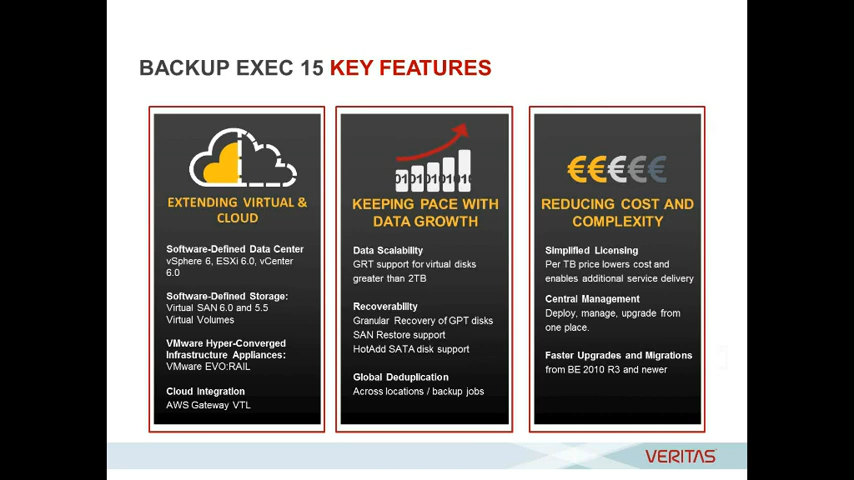 BACKUP EXEC 15 KEY FEATURES
EXTENDING VIRTUAL &
CLOUD
Software-Defined Data Center
vSphere 6, ESXi 6.0, vCenter
6.0
Software-Defined Storage:
Virtual SAN 6.0 and 5.5
Virtual Volumes
VMware Hyper-Converged
Infrastructure Appliances:
VMware EVO:RAIL
Cloud Integration
AWS Gateway VTL
010101010101010
KEEPING PACE WITH
DATA GROWTH
Data Scalability
GRT support for virtual disks
greater than 2TB
Recoverability
Granular Recovery of GPT disks
SAN Restore support
HotAdd SATA disk support
Global Deduplication
Across locations / backup jobs
€€€€€
REDUCING COST AND
COMPLEXITY
Simplified Licensing
Per TB price lowers cost and
enables additional service delivery
Central Management
Deploy, manage, upgrade from
one place.
Faster Upgrades and Migrations
from BE 2010 R3 and newer
VERITAS